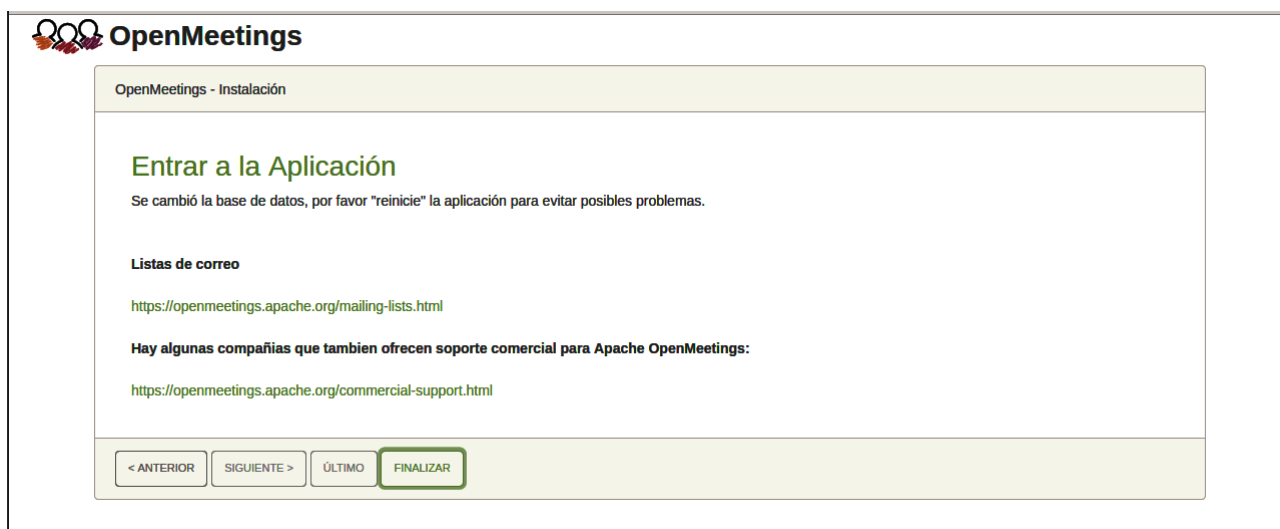 OpenMeetings
OpenMeetings - Instalación
Entrar a la Aplicación
Se cambió la base de datos, por favor "reinicie" la aplicación para evitar posibles problemas.
Listas de correo
https://openmeetings.apache.org/mailing-lists.html
Hay algunas compañias que tambien ofrecen soporte comercial para Apache OpenMeetings:
https://openmeetings.apache.org/commercial-support.html
< ANTERIOR SIGUIENTE > ÚLTIMO FINALIZAR